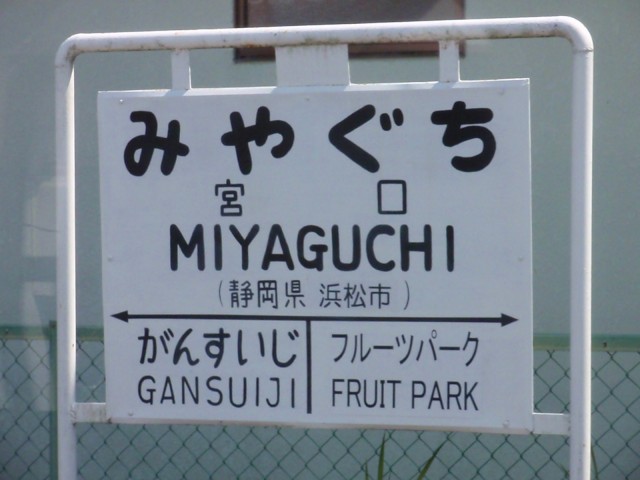 みやぐち
宮 口
MIYAGUCHI
(静岡県 浜松市)
がんすいじ フルーツパーク
GANSUIJI FRUIT PARK